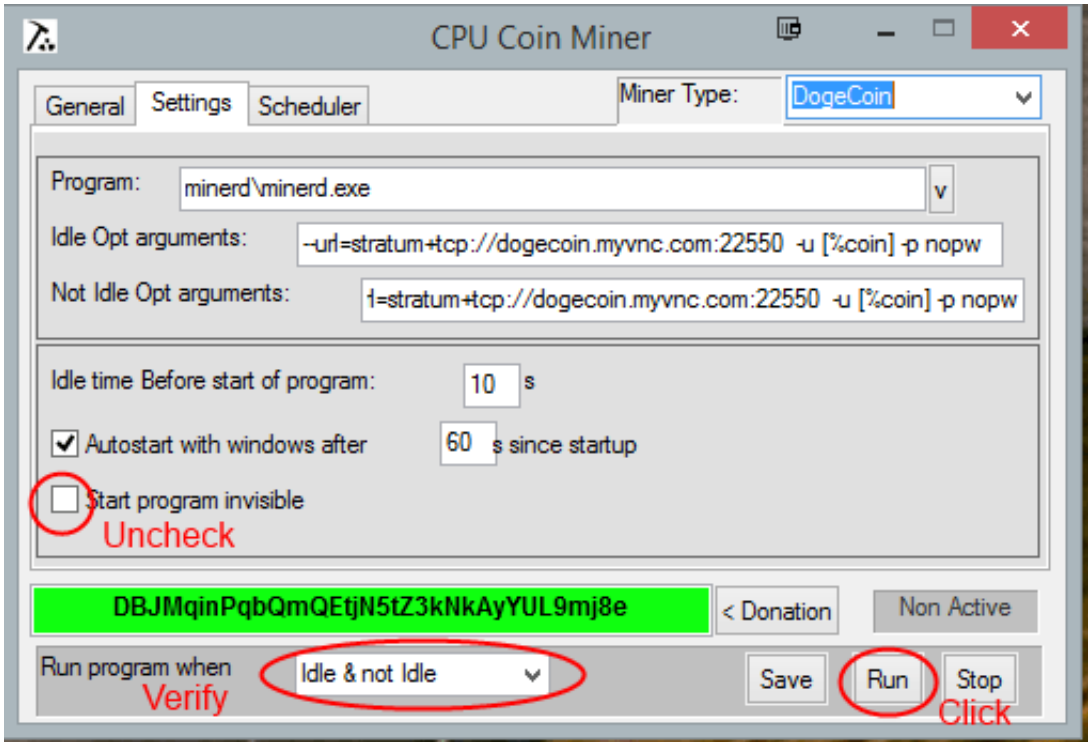 CPU Coin Miner
General Settings Scheduler Miner Type: DogeCoin
Program: minerd\minerd.exe v
Idle Opt arguments: --url=stratum+tcp://dogecoin.myvnc.com:22550 -u [%coin] -p nopw
Not Idle Opt arguments: l=stratum+tcp://dogecoin.myvnc.com:22550 -u [%coin] -p nopw
Idle time Before start of program: 10 s
Autostart with windows after 60 s since startup
Start program invisible
Uncheck
DBJMqinPqbQmQEtjN5tZ3kNkAyYUL9mj8e < Donation Non Active
Run program when Idle & not Idle Save Run Stop
Verify Click